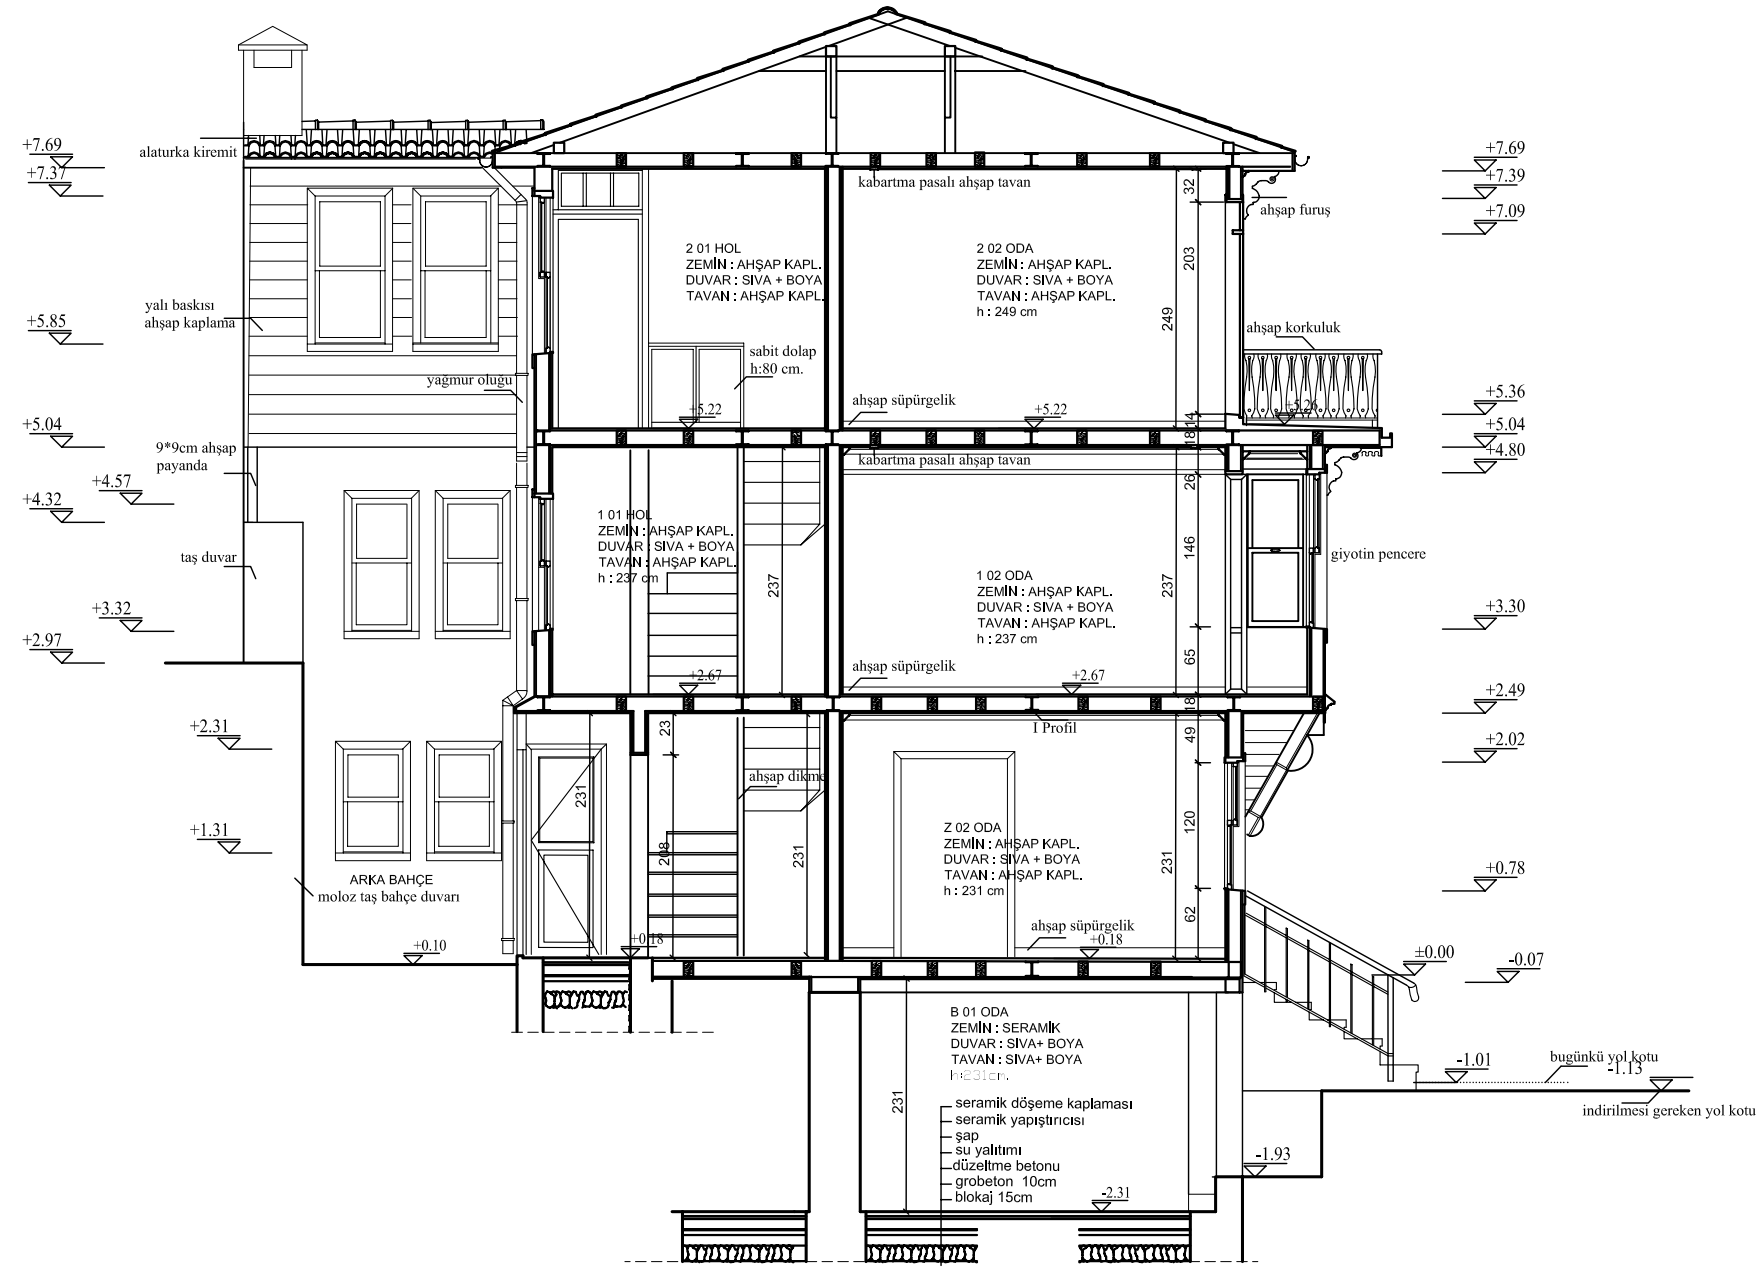 +7.69
+7.37
alaturka kiremit
yalı baskısı
ahşap kaplama
+5.85
yağmur oluğu
+5.04
9*9cm ahşap
payanda
+4.57
+4.32
taş duvar
+3.32
+2.97
+2.31
+1.31
ARKA BAHÇE
moloz taş bahçe duvarı
+0.10
2 01 HOL
ZEMİN : AHŞAP KAPL.
DUVAR : SIVA + BOYA
TAVAN : AHŞAP KAPL.
sabit dolap
h:80 cm.
+5.22
kabartma pasalı ahşap tavan
2 02 ODA
ZEMİN : AHŞAP KAPL.
DUVAR : SIVA + BOYA
TAVAN : AHŞAP KAPL.
h : 249 cm
ahşap süpürgelik
+5.22
32
203
249
14
18
ahşap furuş
ahşap korkuluk
+5.26
+7.69
+7.39
+7.09
+5.36
+5.04
+4.80
1 01 HOL
ZEMİN : AHŞAP KAPL.
DUVAR : SIVA + BOYA
TAVAN : AHŞAP KAPL.
h : 237 cm
237
+2.67
kabartma pasalı ahşap tavan
1 02 ODA
ZEMİN : AHŞAP KAPL.
DUVAR : SIVA + BOYA
TAVAN : AHŞAP KAPL.
h : 237 cm
ahşap süpürgelik
+2.67
26
146
237
65
18
giyotin pencere
+3.30
+2.49
+2.02
I Profil
23
231
208
231
ahşap dikme
+0.18
Z 02 ODA
ZEMİN : AHŞAP KAPL.
DUVAR : SIVA + BOYA
TAVAN : AHŞAP KAPL.
h : 231 cm
ahşap süpürgelik
+0.18
49
120
231
62
+0.78
±0.00
-0.07
B 01 ODA
ZEMİN : SERAMİK
DUVAR : SIVA+ BOYA
TAVAN : SIVA+ BOYA
h:231cm.
231
seramik döşeme kaplaması
seramik yapıştırıcısı
şap
su yalıtımı
düzeltme betonu
grobeton 10cm
blokaj 15cm
-2.31
-1.93
-1.01
bugünkü yol kotu
-1.13
indirilmesi gereken yol kotu